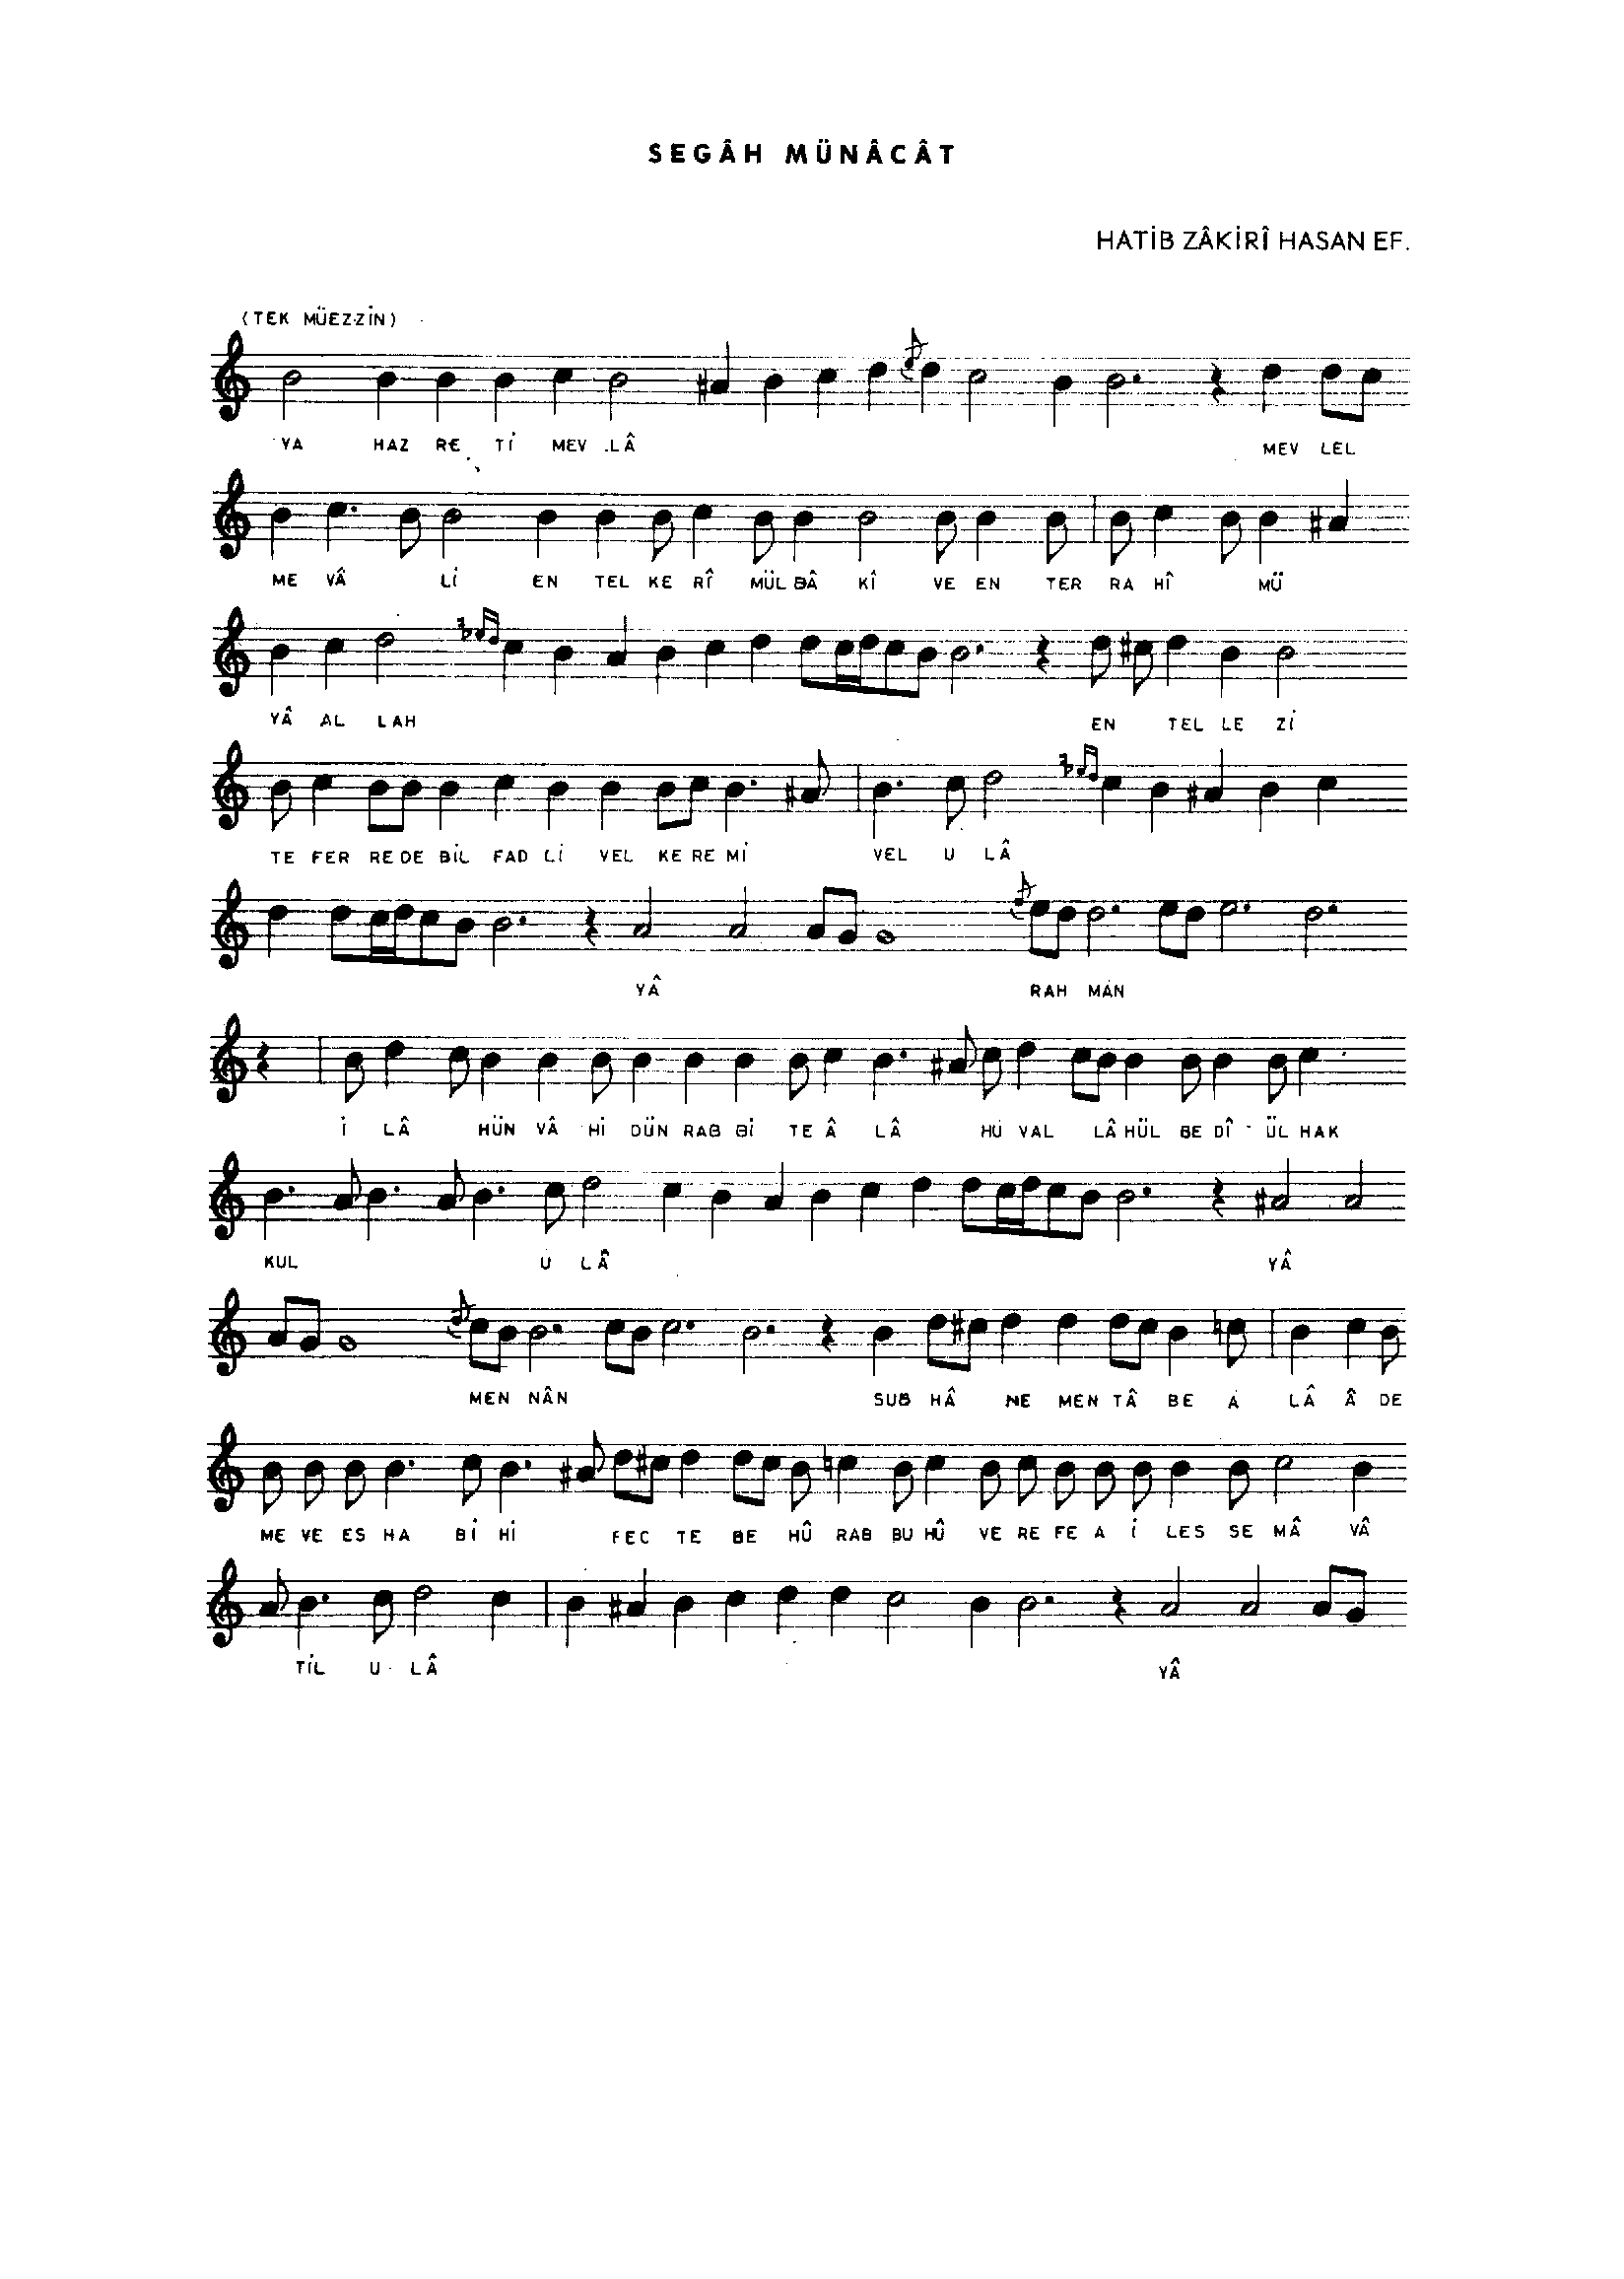 SEGÂH MÜNÂCÂT
HATİB ZÂKİRÎ HASAN EF.
(TEK MÜEZZİN)
YA HAZ RE Tİ MEV LÂ MEV LEL
ME VÂ Lİ EN TEL KE RÎ MÜL BÂ KÎ VE EN TER RA HÎ MÜ
YÂ AL LAH EN TEL LE Zİ
TE FER RE DE BİL FAD Lİ VEL KE RE Mİ VEL U LÂ
YÂ RAH MÂN
İ LÂ HÜN VÂ Hİ DÜN RAB Bİ TE Â LÂ HU VAL LÂ HÜL BE DÎ ÜL HAK
KUL U LÂ YÂ
MEN NÂN SUB HÂ NE MEN TÂ BE A LÂ Â DE
ME VE ES HA Bİ Hİ FEC TE BE HÛ RAB BU HÛ VE RE FE A İ LES SE MÂ VÂ
TİL U LÂ YÂ